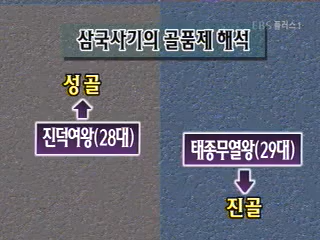 EBS 플러스1
삼국사기의 골품제 해석
성골
진덕여왕(28대)
태종무열왕(29대)
진골